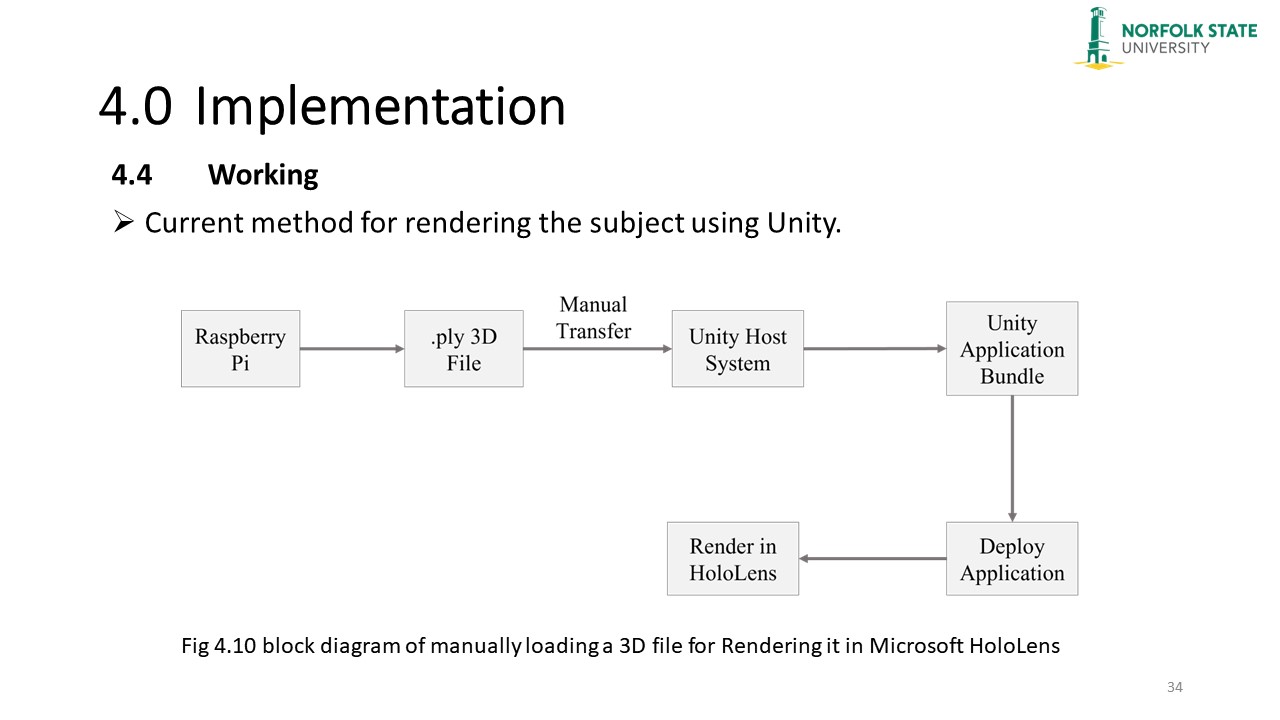 NORFOLK STATE
UNIVERSITY
4.0 Implementation
4.4 Working
➢ Current method for rendering the subject using Unity.
Raspberry
Pi
.ply 3D
File
Manual
Transfer
Unity Host
System
Unity
Application
Bundle
Render in
HoloLens
Deploy
Application
Fig 4.10 block diagram of manually loading a 3D file for Rendering it in Microsoft HoloLens
34